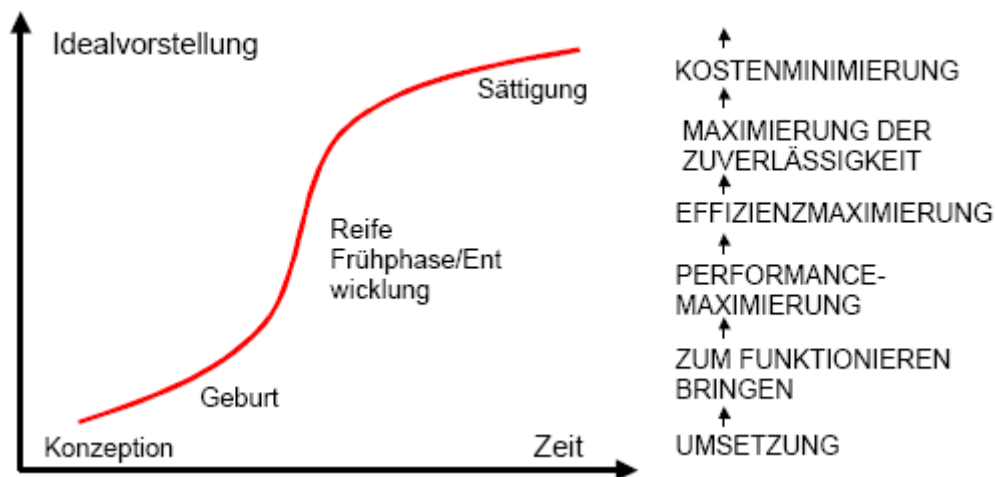 Idealvorstellung
Sättigung
Reife
Frühphase/Ent
wicklung
Geburt
Konzeption
Zeit
KOSTENMINIMIERUNG
MAXIMIERUNG DER
ZUVERLÄSSIGKEIT
EFFIZIENZMAXIMIERUNG
PERFORMANCE-
MAXIMIERUNG
ZUM FUNKTIONIEREN
BRINGEN
UMSETZUNG